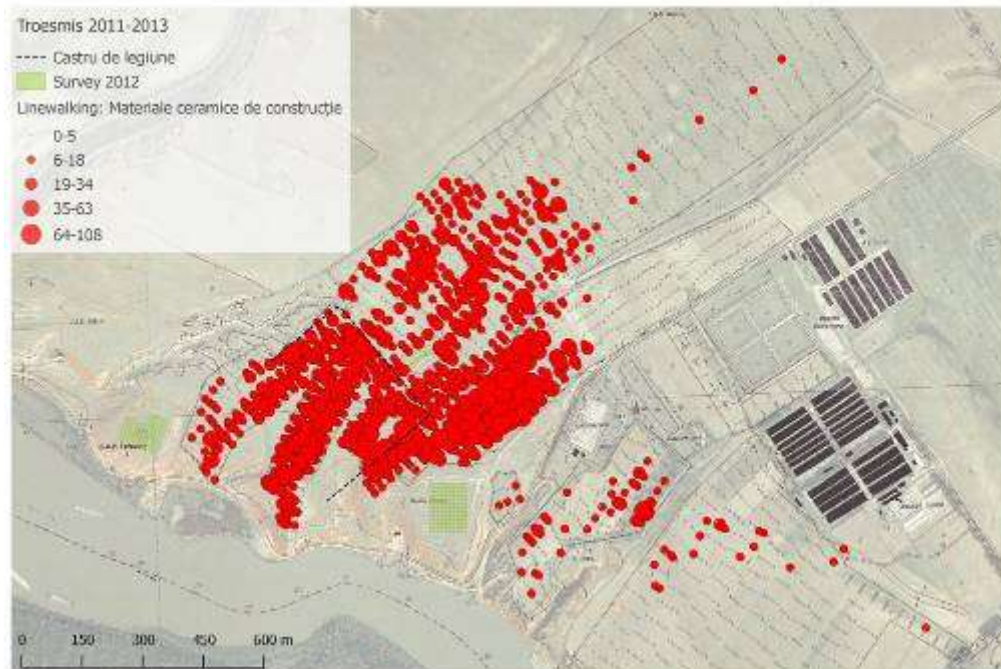 Troesmis 2011-2013
Castru de legiune
Survey 2012
Linewalking: Materiale ceramice de construcție
0-5
6-18
19-34
35-63
64-108
0 150 300 450 600 m